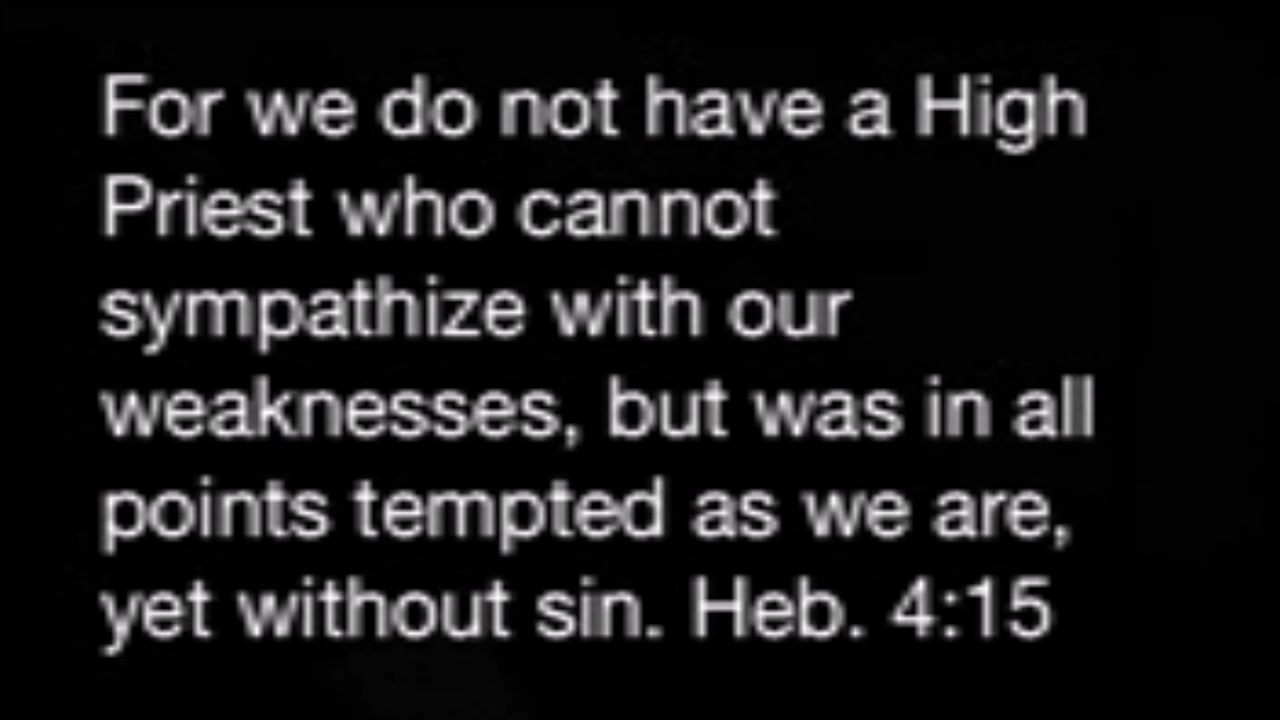 For we do not have a High
Priest who cannot
sympathize with our
weaknesses, but was in all
points tempted as we are,
yet without sin. Heb. 4:15